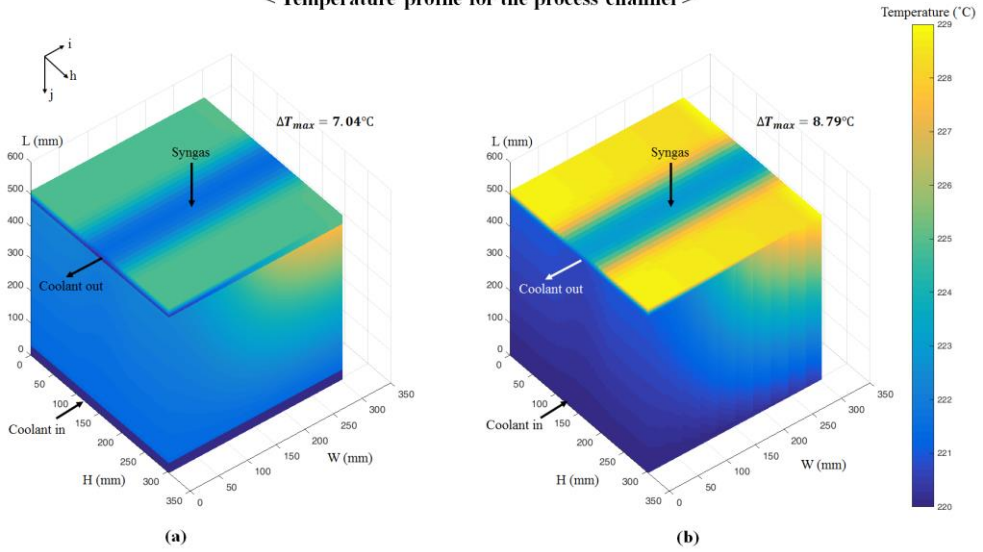 < Temperature profile for the process channel >
Temperature (°C)
229
228
227
226
225
224
223
222
221
220
i
h
j
ΔTmax = 7.04°C
L (mm)
Syngas
600
500
400
300
200
100
0
Coolant out
Coolant in
0
50
100
150
200
250
300
350
H (mm)
0
50
100
150
200
250
300
350
W (mm)
(a)
ΔTmax = 8.79°C
L (mm)
Syngas
600
500
400
300
200
100
0
Coolant out
Coolant in
0
50
100
150
200
250
300
350
H (mm)
0
50
100
150
200
250
300
350
W (mm)
(b)